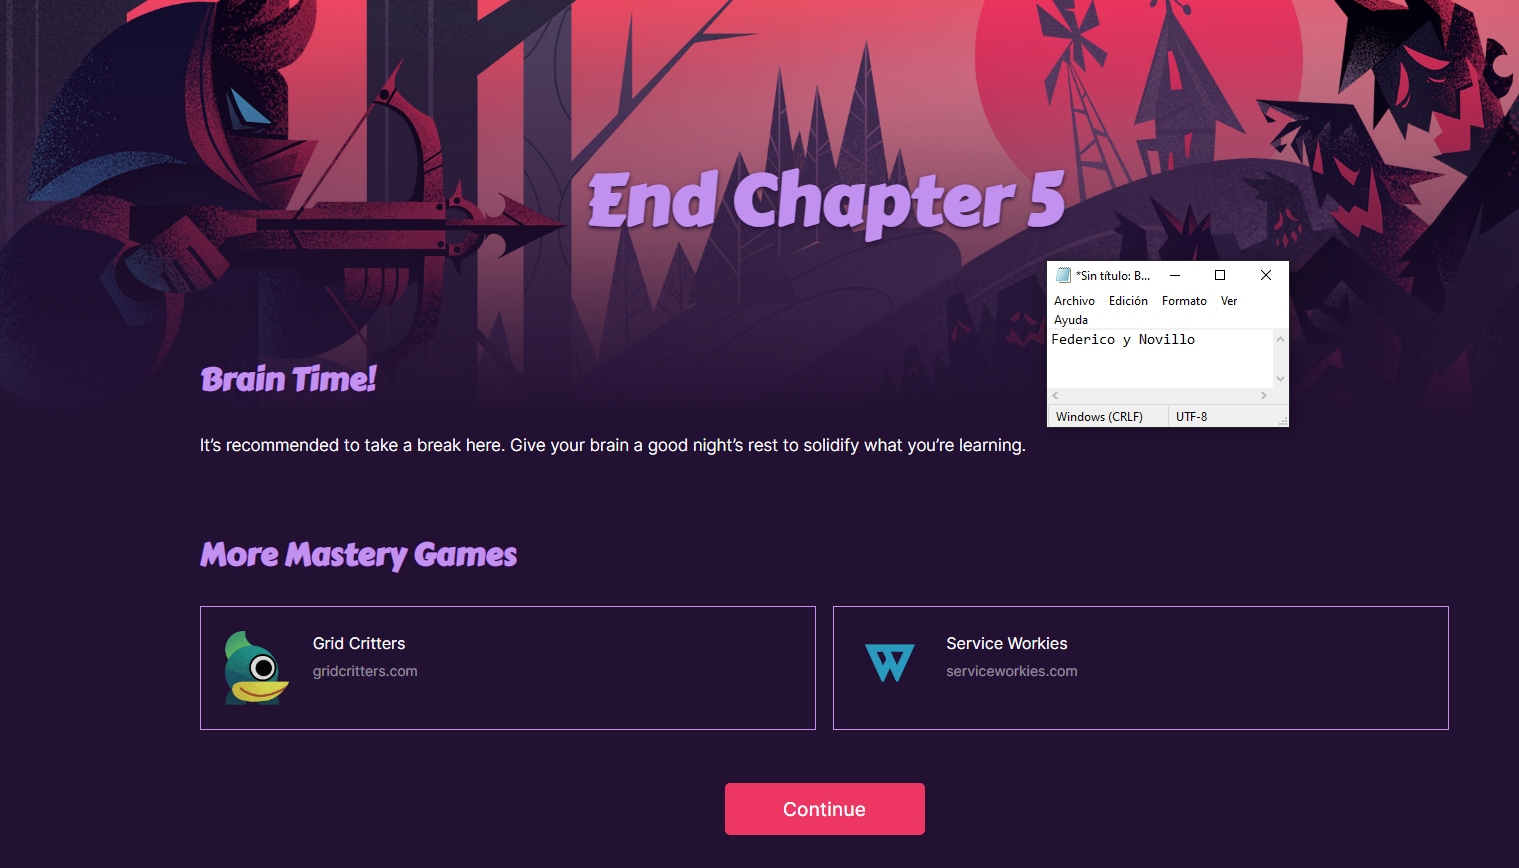 End Chapter 5
*Sin título: B...
Archivo Edición Formato Ver
Ayuda
Federico y Novillo
Windows (CRLF) UTF-8
Brain Time!
It’s recommended to take a break here. Give your brain a good night’s rest to solidify what you’re learning.
More Mastery Games
Grid Critters
gridcritters.com
Service Workies
serviceworkies.com
Continue